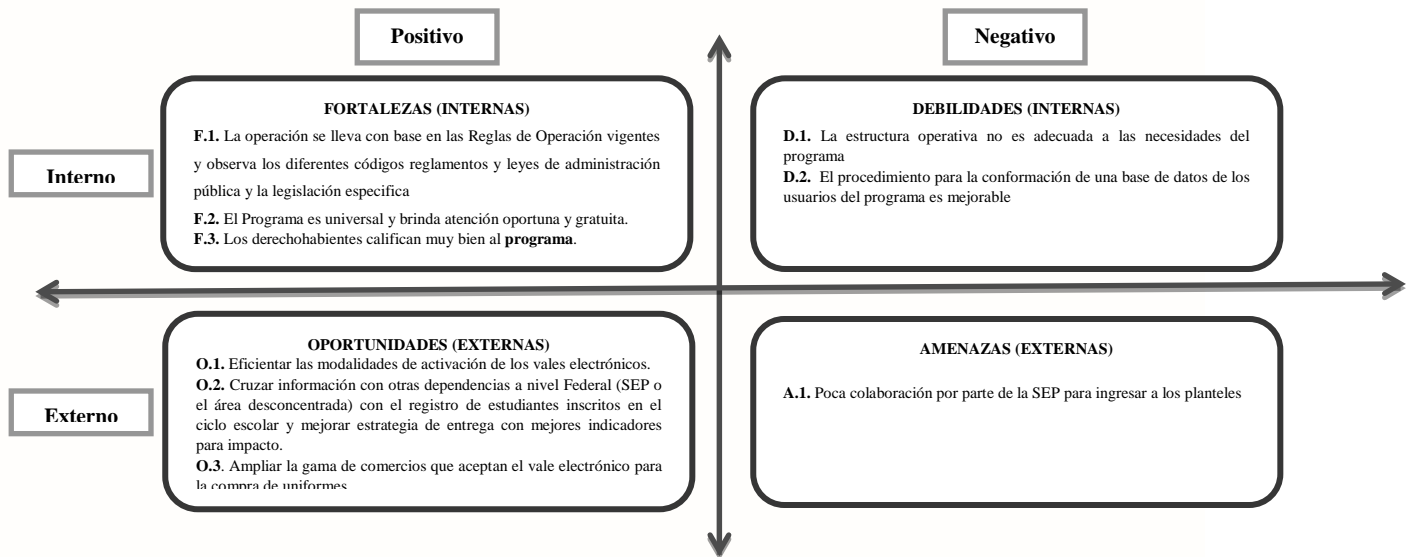 Positivo
Negativo
Interno
FORTALEZAS (INTERNAS)
F.1. La operación se lleva con base en las Reglas de Operación vigentes
y observa los diferentes códigos reglamentos y leyes de administración
pública y la legislación especifica
F.2. El Programa es universal y brinda atención oportuna y gratuita.
F.3. Los derechohabientes califican muy bien al programa.
DEBILIDADES (INTERNAS)
D.1. La estructura operativa no es adecuada a las necesidades del
programa
D.2. El procedimiento para la conformación de una base de datos de los
usuarios del programa es mejorable
Externo
OPORTUNIDADES (EXTERNAS)
O.1. Eficientar las modalidades de activación de los vales electrónicos.
O.2. Cruzar información con otras dependencias a nivel Federal (SEP o
el área desconcentrada) con el registro de estudiantes inscritos en el
ciclo escolar y mejorar estrategia de entrega con mejores indicadores
para impacto.
O.3. Ampliar la gama de comercios que aceptan el vale electrónico para
la compra de uniformes
AMENAZAS (EXTERNAS)
A.1. Poca colaboración por parte de la SEP para ingresar a los planteles